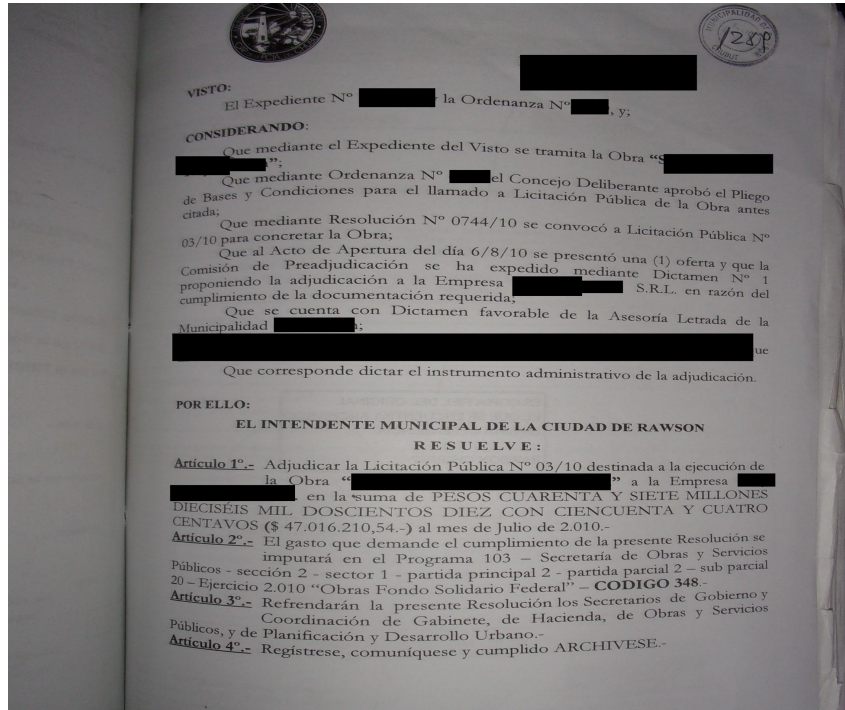 MUNICIPALIDAD DE
1289
CHUBUT
VISTO:
El Expediente Nº y la Ordenanza Nº , y;
CONSIDERANDO:
Que mediante el Expediente del Visto se tramita la Obra “S
”;
Que mediante Ordenanza Nº el Concejo Deliberante aprobó el Pliego
de Bases y Condiciones para el llamado a Licitación Pública de la Obra antes
citada;
Que mediante Resolución Nº 0744/10 se convocó a Licitación Pública Nº
03/10 para concretar la Obra;
Que al Acto de Apertura del día 6/8/10 se presentó una (1) oferta y que la
Comisión de Preadjudicación se ha expedido mediante Dictamen Nº 1
proponiendo la adjudicación a la Empresa S.R.L. en razón del
cumplimiento de la documentación requerida;
Que se cuenta con Dictamen favorable de la Asesoría Letrada de la
Municipalidad ;
ue
Que corresponde dictar el instrumento administrativo de la adjudicación.
POR ELLO:
EL INTENDENTE MUNICIPAL DE LA CIUDAD DE RAWSON
R E S U E L V E :
Artículo 1º.- Adjudicar la Licitación Pública Nº 03/10 destinada a la ejecución de
la Obra “ ” a la Empresa
, en la suma de PESOS CUARENTA Y SIETE MILLONES
DIECISÉIS MIL DOSCIENTOS DIEZ CON CIENCUENTA Y CUATRO
CENTAVOS ($ 47.016.210,54.-) al mes de Julio de 2.010.-
Artículo 2º.- El gasto que demande el cumplimiento de la presente Resolución se
imputará en el Programa 103 – Secretaría de Obras y Servicios
Públicos - sección 2 - sector 1 - partida principal 2 - partida parcial 2 – sub parcial
20 – Ejercicio 2.010 “Obras Fondo Solidario Federal” – CODIGO 348.-
Artículo 3º.- Refrendarán la presente Resolución los Secretarios de Gobierno y
Coordinación de Gabinete, de Hacienda, de Obras y Servicios
Públicos, y de Planificación y Desarrollo Urbano.-
Artículo 4º.- Regístrese, comuníquese y cumplido ARCHIVESE.-